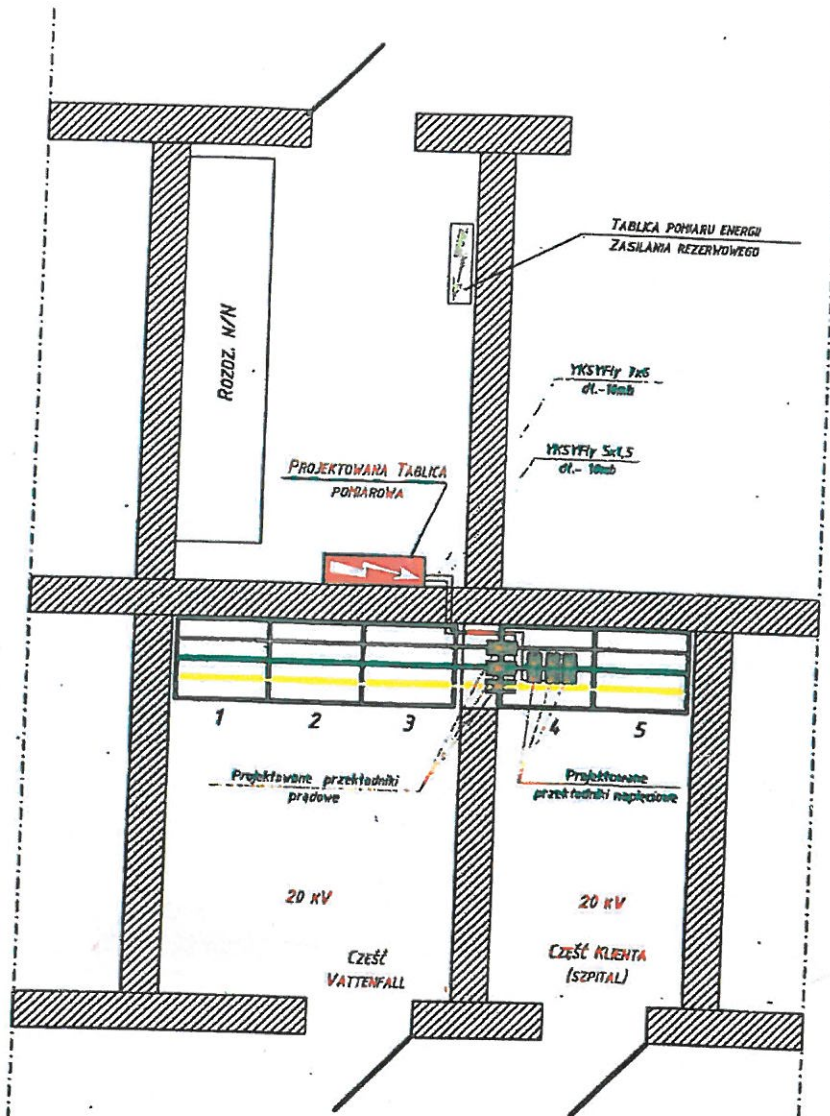 TABLICA POMIARU ENERGII
ZASILANIA REZERWOWEGO
ROZDZ. N/N
YKSYFly 7x6
dł.-10mb
YKSYFly 5x1,5
dł.- 10mb
PROJEKTOWANA TABLICA
POMIAROWA
1
2
3
4
5
Projektowane przekładniki
prądowe
Projektowane
przekładniki napięciowe
20 kV
20 kV
CZĘŚĆ
VATTENFALL
CZĘŚĆ KLIENTA
(SZPITAL)